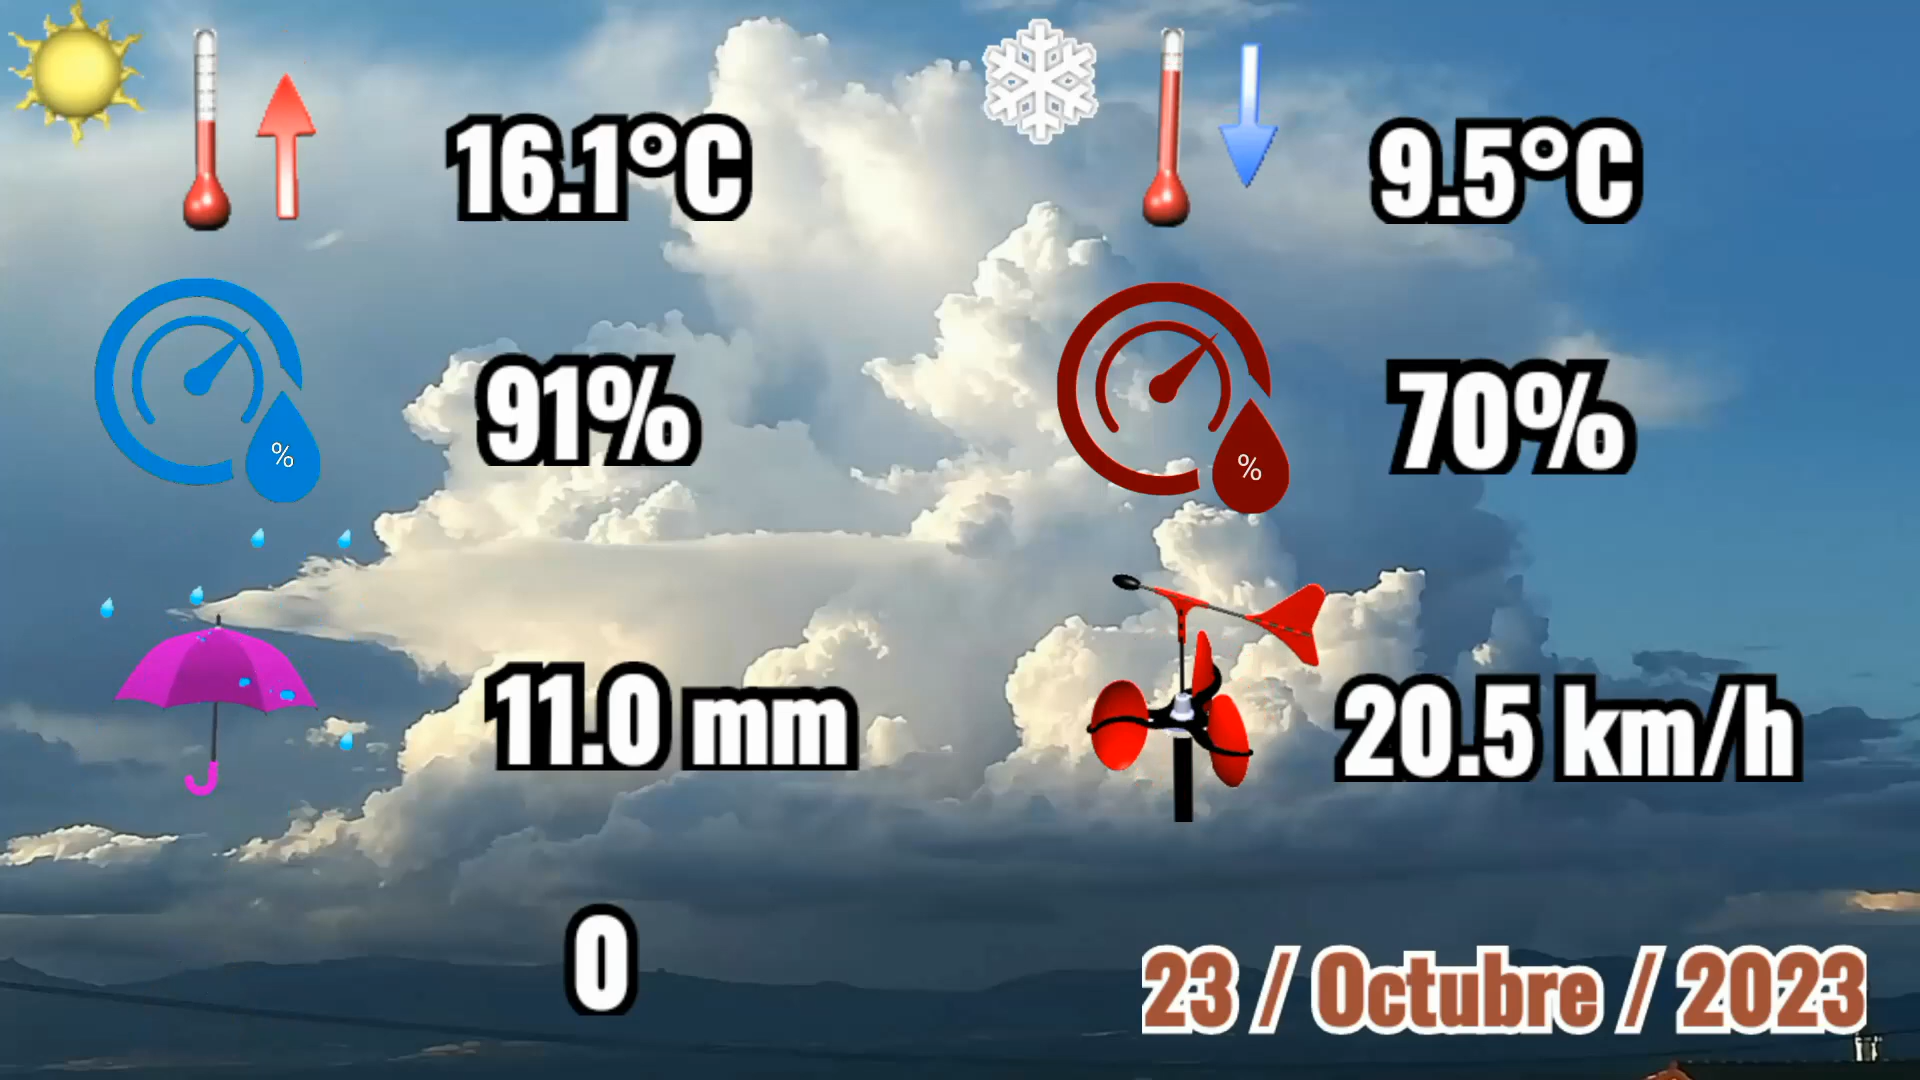 16.1°C
9.5°C
%
91%
%
70%
11.0 mm
20.5 km/h
0
23 / Octubre / 2023